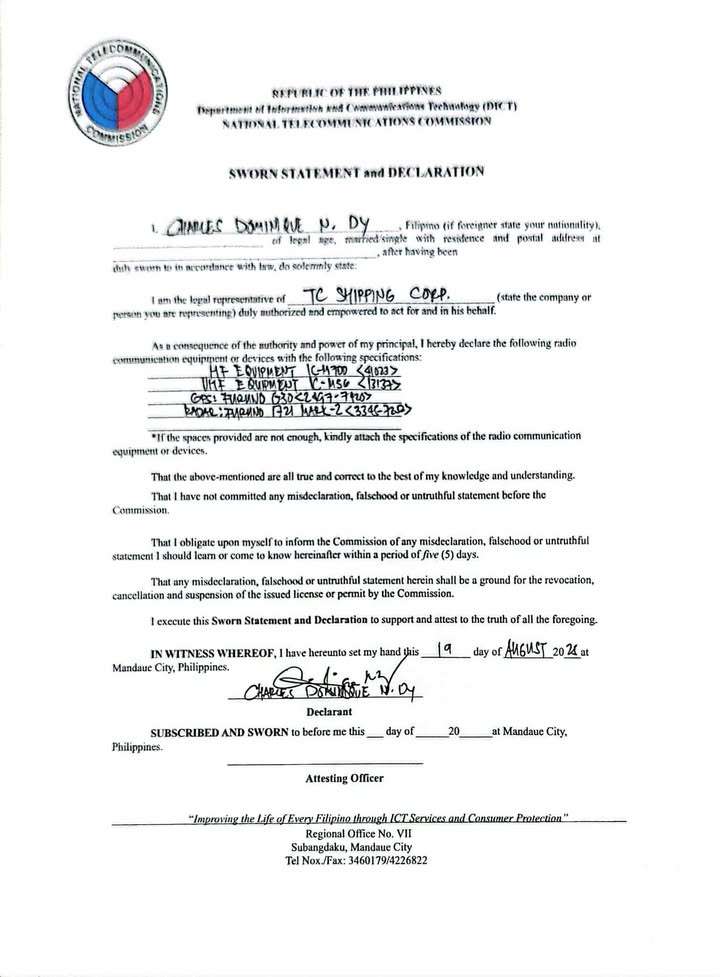 NATIONAL TELECOMMUNICATIONS COMMISSION
REPUBLIC OF THE PHILIPPINES
Department of Information and Communications Technology (DICT)
NATIONAL TELECOMMUNICATIONS COMMISSION
SWORN STATEMENT and DECLARATION
I, CHARLES DOMINIQUE N. DY, Filipino (if foreigner state your nationality),
of legal age, married/single with residence and postal address at
, after having been
duly sworn to in accordance with law, do solemnly state:
I am the legal representative of TC SHIPPING CORP. (state the company or
person you are representing) duly authorized and empowered to act for and in his behalf.
As a consequence of the authority and power of my principal, I hereby declare the following radio
communication equipment or devices with the following specifications:
EQUIPMENT IC-M700
EQUIPMENT IC-M56
GPS: FURUNO
RADAR: FURUNO 1721 MARK-2
*If the spaces provided are not enough, kindly attach the specifications of the radio communication
equipment or devices.
That the above-mentioned are all true and correct to the best of my knowledge and understanding.
That I have not committed any misdeclaration, falsehood or untruthful statement before the
Commission.
That I obligate upon myself to inform the Commission of any misdeclaration, falsehood or untruthful
statement I should learn or come to know hereinafter within a period of five (5) days.
That any misdeclaration, falsehood or untruthful statement herein shall be a ground for the revocation,
cancellation and suspension of the issued license or permit by the Commission.
I execute this Sworn Statement and Declaration to support and attest to the truth of all the foregoing.
IN WITNESS WHEREOF, I have hereunto set my hand this 19 day of AUGUST 20 at
Mandaue City, Philippines.
CHARLES DOMINIQUE N. DY
Declarant
SUBSCRIBED AND SWORN to before me this ___ day of ______20______at Mandaue City,
Philippines.
Attesting Officer
"Improving the Life of Every Filipino through ICT Services and Consumer Protection"
Regional Office No. VII
Subangdaku, Mandaue City
Tel Nox./Fax: 3460179/4226822